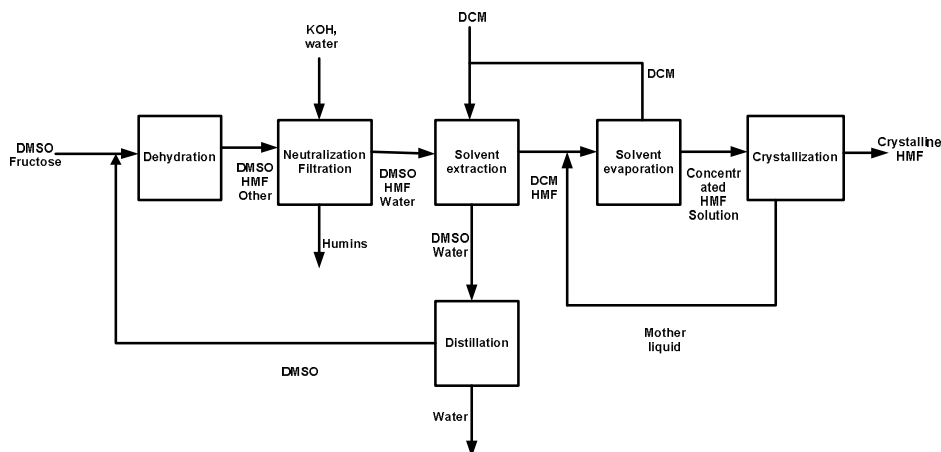 DCM
KOH,
water
DCM
DMSO
Fructose
Dehydration
DMSO
HMF
Other
Neutralization
Filtration
DMSO
HMF
Water
Solvent
extraction
DCM
HMF
Solvent
evaporation
Concentr
ated
HMF
Solution
Crystallization
Crystalline
HMF
Humins
DMSO
Water
Distillation
Mother
liquid
DMSO
Water